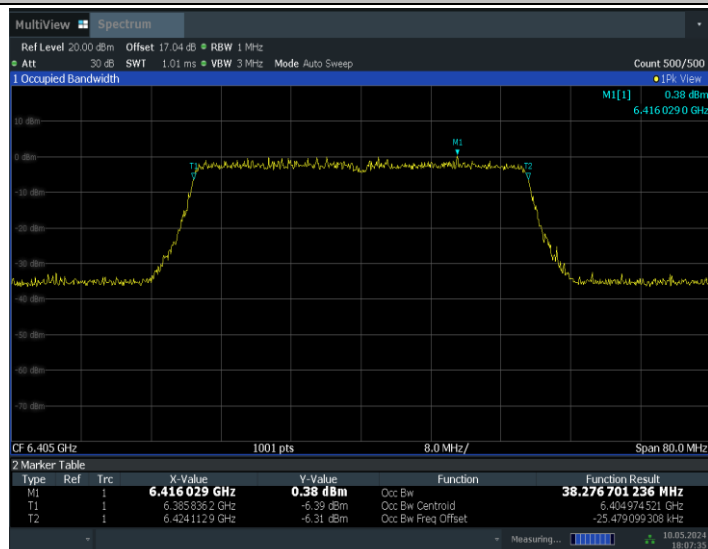 MultiView Spectrum
Ref Level 20.00 dBm Offset 17.04 dB RBW 1 MHz
Att 30 dB SWT 1.01 ms VBW 3 MHz Mode Auto Sweep Count 500/500
1 Occupied Bandwidth 1Pk View
M1[1] 0.38 dBm
6.416 029 0 GHz
10 dBm
M1
0 dBm
T1 T2
-10 dBm
-20 dBm
-30 dBm
-40 dBm
-50 dBm
-60 dBm
-70 dBm
CF 6.405 GHz 1001 pts 8.0 MHz/ Span 80.0 MHz
2 Marker Table
Type Ref Trc X-Value Y-Value Function Function Result
M1 1 6.416 029 GHz 0.38 dBm Occ Bw 38.276 701 236 MHz
T1 1 6.385 836 2 GHz -6.39 dBm Occ Bw Centroid 6.404 974 521 GHz
T2 1 6.424 112 9 GHz -6.31 dBm Occ Bw Freq Offset -25.479 099 308 kHz
Measuring... 10.05.2024
18:07:35